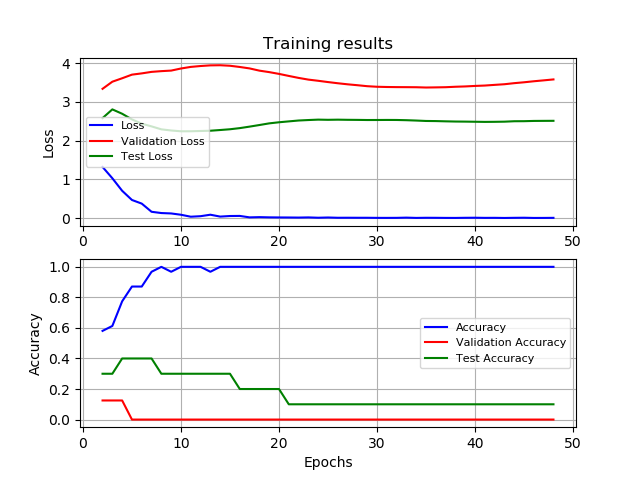 Training results
4
3
2
1
0
Loss
Loss
Validation Loss
Test Loss
0 10 20 30 40 50
1.0
0.8
0.6
0.4
0.2
0.0
Accuracy
Accuracy
Validation Accuracy
Test Accuracy
0 10 20 30 40 50
Epochs